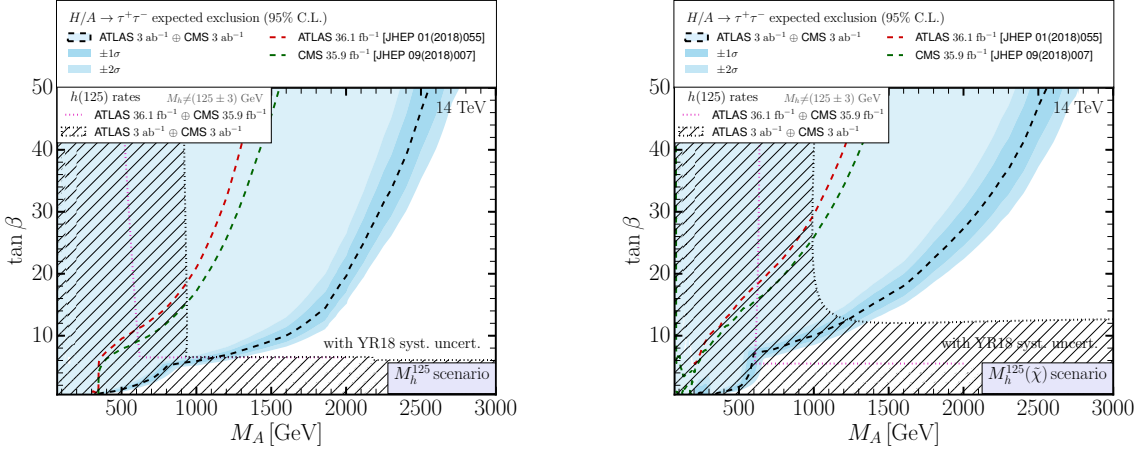 H/A → τ⁺τ⁻ expected exclusion (95% C.L.)
ATLAS 3 ab⁻¹ ⊕ CMS 3 ab⁻¹
±1σ
±2σ
ATLAS 36.1 fb⁻¹ [JHEP 01(2018)055]
CMS 35.9 fb⁻¹ [JHEP 09(2018)007]
h(125) rates
M_h≠(125 ± 3) GeV
ATLAS 36.1 fb⁻¹ ⊕ CMS 35.9 fb⁻¹
ATLAS 3 ab⁻¹ ⊕ CMS 3 ab⁻¹
14 TeV
50
40
30
20
10
tan β
with YR18 syst. uncert.
M_h^125 scenario
500 1000 1500 2000 2500 3000
M_A [GeV]
H/A → τ⁺τ⁻ expected exclusion (95% C.L.)
ATLAS 3 ab⁻¹ ⊕ CMS 3 ab⁻¹
±1σ
±2σ
ATLAS 36.1 fb⁻¹ [JHEP 01(2018)055]
CMS 35.9 fb⁻¹ [JHEP 09(2018)007]
h(125) rates
M_h≠(125 ± 3) GeV
ATLAS 36.1 fb⁻¹ ⊕ CMS 35.9 fb⁻¹
ATLAS 3 ab⁻¹ ⊕ CMS 3 ab⁻¹
14 TeV
50
40
30
20
10
tan β
with YR18 syst. uncert.
M_h^125(χ̃) scenario
500 1000 1500 2000 2500 3000
M_A [GeV]